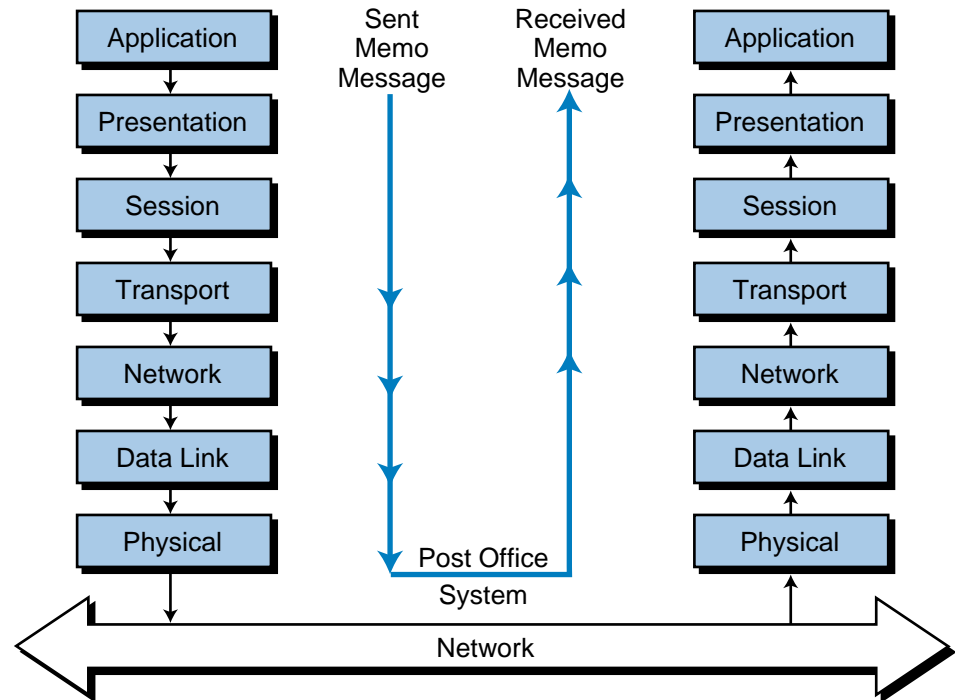 Application
Presentation
Session
Transport
Network
Data Link
Physical
Sent
Memo
Message
Received
Memo
Message
Post Office
System
Application
Presentation
Session
Transport
Network
Data Link
Physical
Network